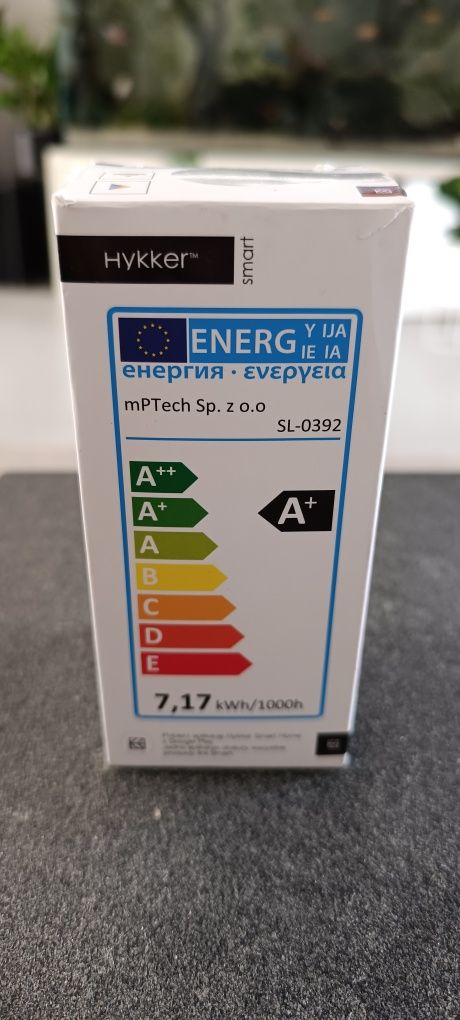 Hykker™
smart
ENERG Y IJA
IE IA
енергия · ενεργεια
mPTech Sp. z o.o
SL-0392
A++
A+
A+
A
B
C
D
E
7,17 kWh/1000h